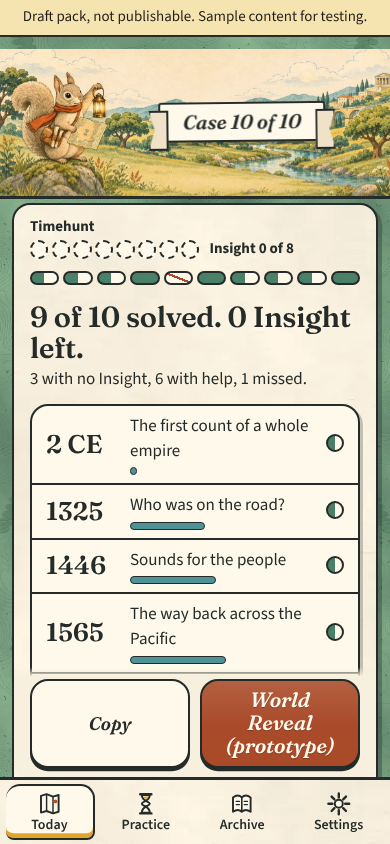 Draft pack, not publishable. Sample content for testing.
Case 10 of 10
Timehunt
Insight 0 of 8
9 of 10 solved. 0 Insight
left.
3 with no Insight, 6 with help, 1 missed.
2 CE
The first count of a whole
empire
1325
Who was on the road?
1446
Sounds for the people
1565
The way back across the
Pacific
Copy
World
Reveal
(prototype)
Today
Practice
Archive
Settings